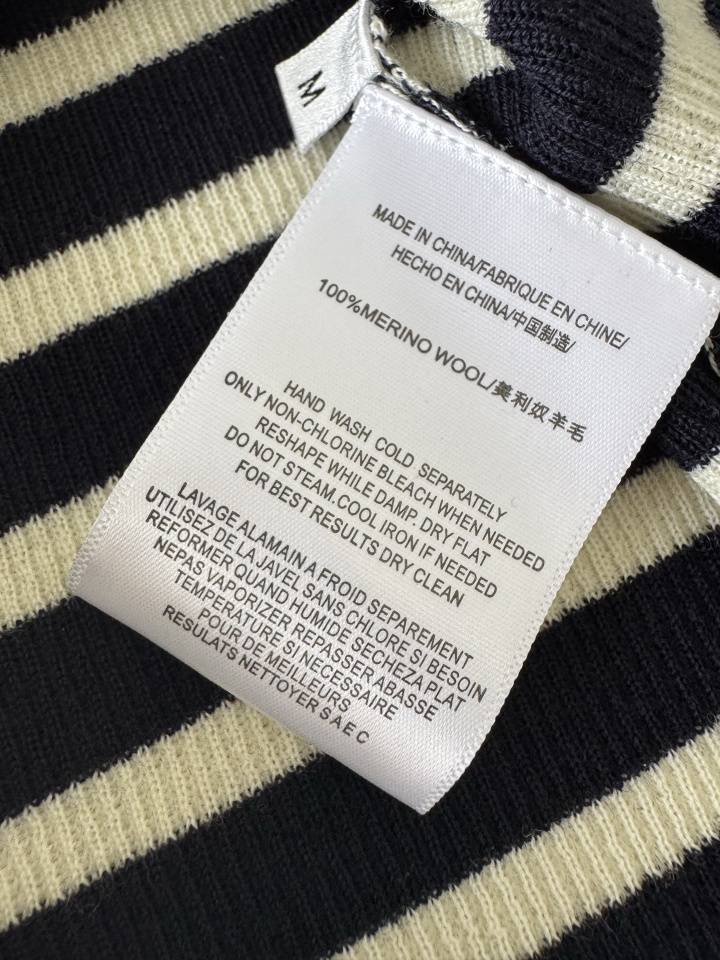 M
MADE IN CHINA/FABRIQUE EN CHINE/
HECHO EN CHINA/中国制造/
100%MERINO WOOL/美利奴羊毛
HAND WASH COLD SEPARATELY
ONLY NON-CHLORINE BLEACH WHEN NEEDED
RESHAPE WHILE DAMP. DRY FLAT
DO NOT STEAM.COOL IRON IF NEEDED
FOR BEST RESULTS DRY CLEAN
LAVAGE ALAMAIN A FROID SEPAREMENT
UTILISEZ DE LA JAVEL SANS CHLORE SI BESOIN
REFORMER QUAND HUMIDE SECHEZA PLAT
NEPAS VAPORIZER REPASSER ABASSE
TEMPERATURE SI NECESSAIRE
POUR DE MEILLEURS
RESULATS NETTOYER S A E C